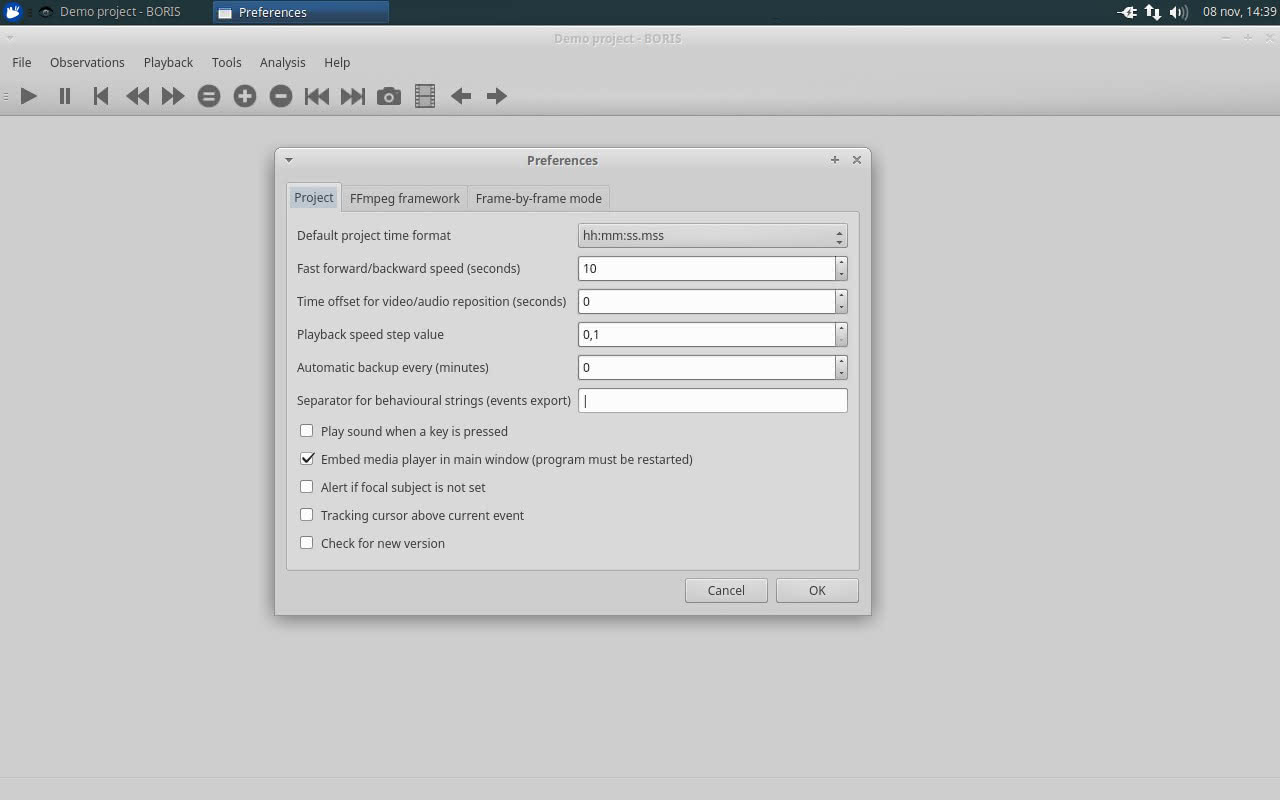 Demo project - BORIS
Preferences
08 nov, 14:39
Demo project - BORIS
File Observations Playback Tools Analysis Help
Preferences
Project FFmpeg framework Frame-by-frame mode
Default project time format hh:mm:ss.mss
Fast forward/backward speed (seconds) 10
Time offset for video/audio reposition (seconds) 0
Playback speed step value 0,1
Automatic backup every (minutes) 0
Separator for behavioural strings (events export) |
Play sound when a key is pressed
Embed media player in main window (program must be restarted)
Alert if focal subject is not set
Tracking cursor above current event
Check for new version
Cancel OK